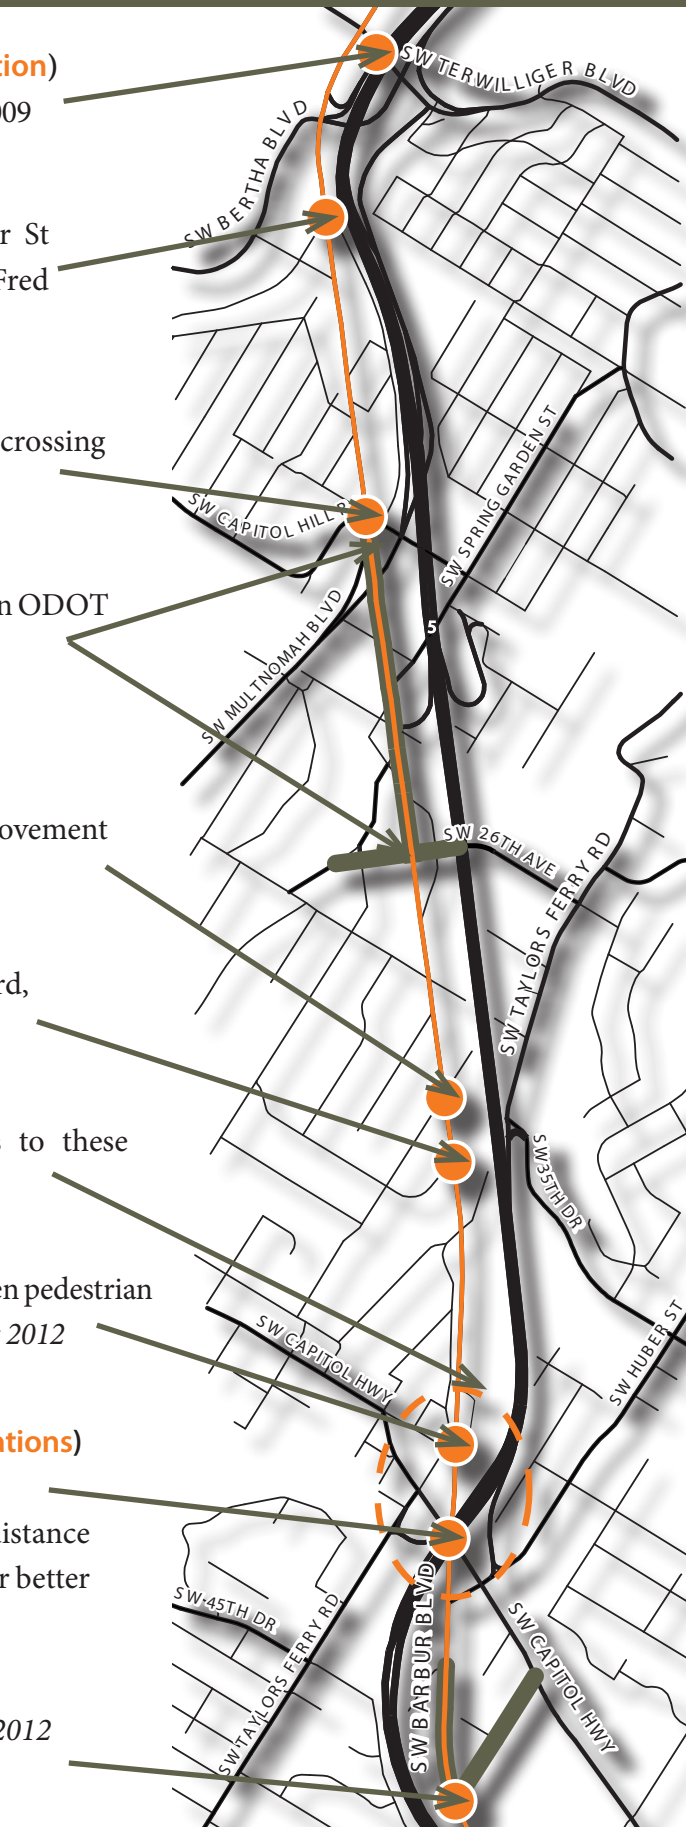 tion)
009
SW TERWILLIGER BLVD
SW BERTHA BLVD
r St
Fred
crossing
SW CAPITOL HILL R
SW SPRING GARDEN ST
n ODOT
5
SW MULTNOMAH BLVD
ovement
SW 26TH AVE
SW TAYLORS FERRY RD
rd,
s to these
SW 35TH DR
en pedestrian
2012
SW HUBER ST
SW CAPITOL HWY
ations)
distance
r better
SW 45TH DR
SW TAYLORS FERRY RD
SW BARBUR BLVD
SW CAPITOL HWY
2012